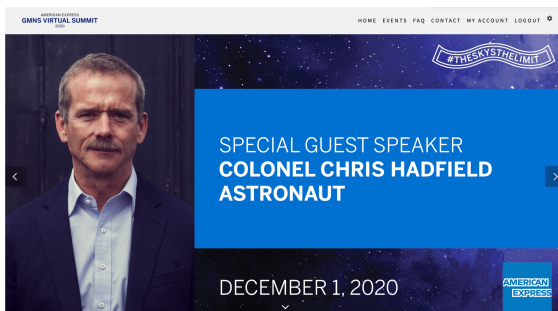 AMERICAN EXPRESS
GMNS VIRTUAL SUMMIT
2020
HOME EVENTS FAQ CONTACT MY ACCOUNT LOGOUT
#THESKYSTHELIMIT
SPECIAL GUEST SPEAKER
COLONEL CHRIS HADFIELD
ASTRONAUT
DECEMBER 1, 2020
AMERICAN
EXPRESS